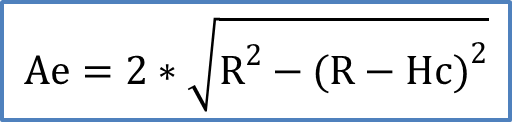 Ae = 2 * √(R² − (R − Hc)²)